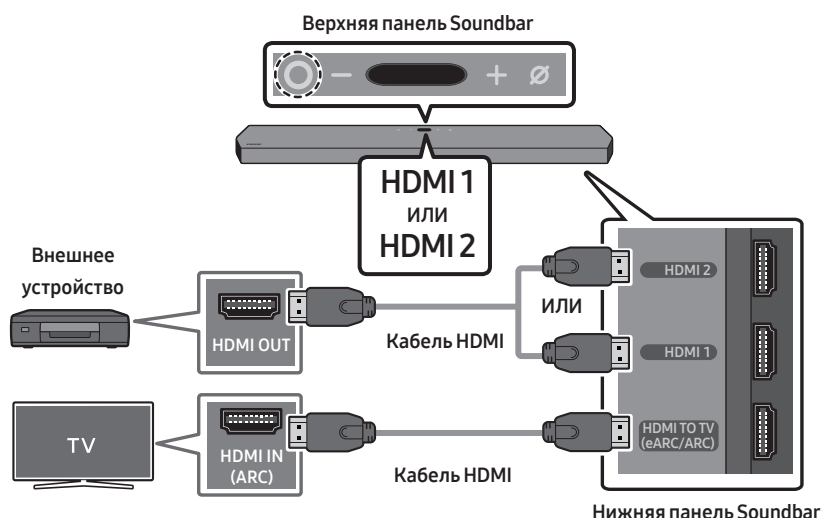 Верхняя панель Soundbar
HDMI 1
или
HDMI 2
Внешнее
устройство
HDMI OUT
Кабель HDMI
ИЛИ
HDMI 2
HDMI 1
TV
HDMI IN
(ARC)
Кабель HDMI
HDMI TO TV
(eARC/ARC)
Нижняя панель Soundbar